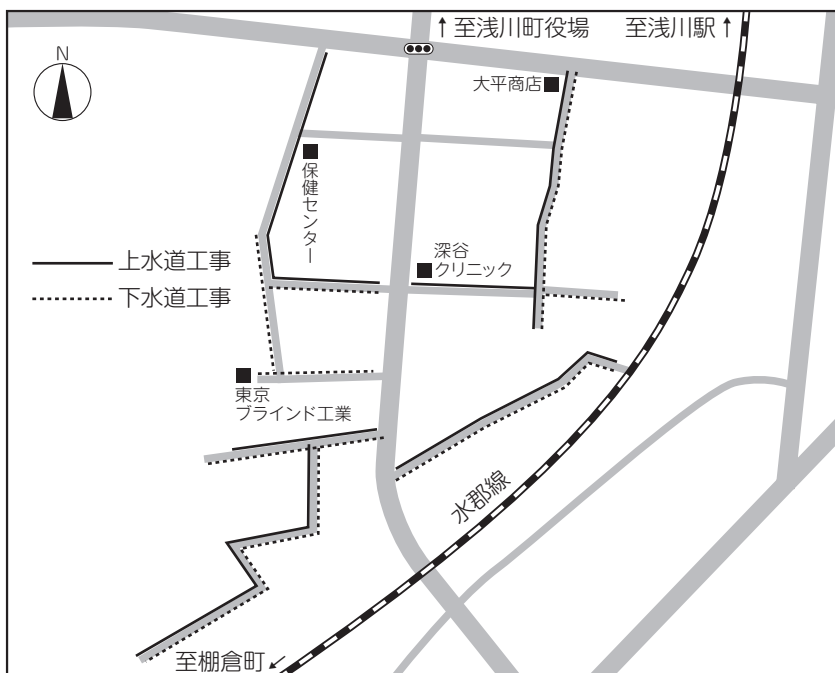 ↑至浅川町役場
至浅川駅↑
N
大平商店■
■保健センター
深谷
■クリニック
上水道工事
下水道工事
■東京
ブラインド工業
水郡線
至棚倉町↙